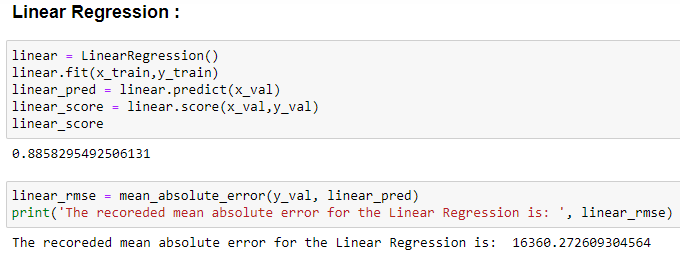 Linear Regression :
linear = LinearRegression()
linear.fit(x_train,y_train)
linear_pred = linear.predict(x_val)
linear_score = linear.score(x_val,y_val)
linear_score
0.8858295492506131
linear_rmse = mean_absolute_error(y_val, linear_pred)
print('The recoreded mean absolute error for the Linear Regression is: ', linear_rmse)
The recoreded mean absolute error for the Linear Regression is:  16360.272609304564